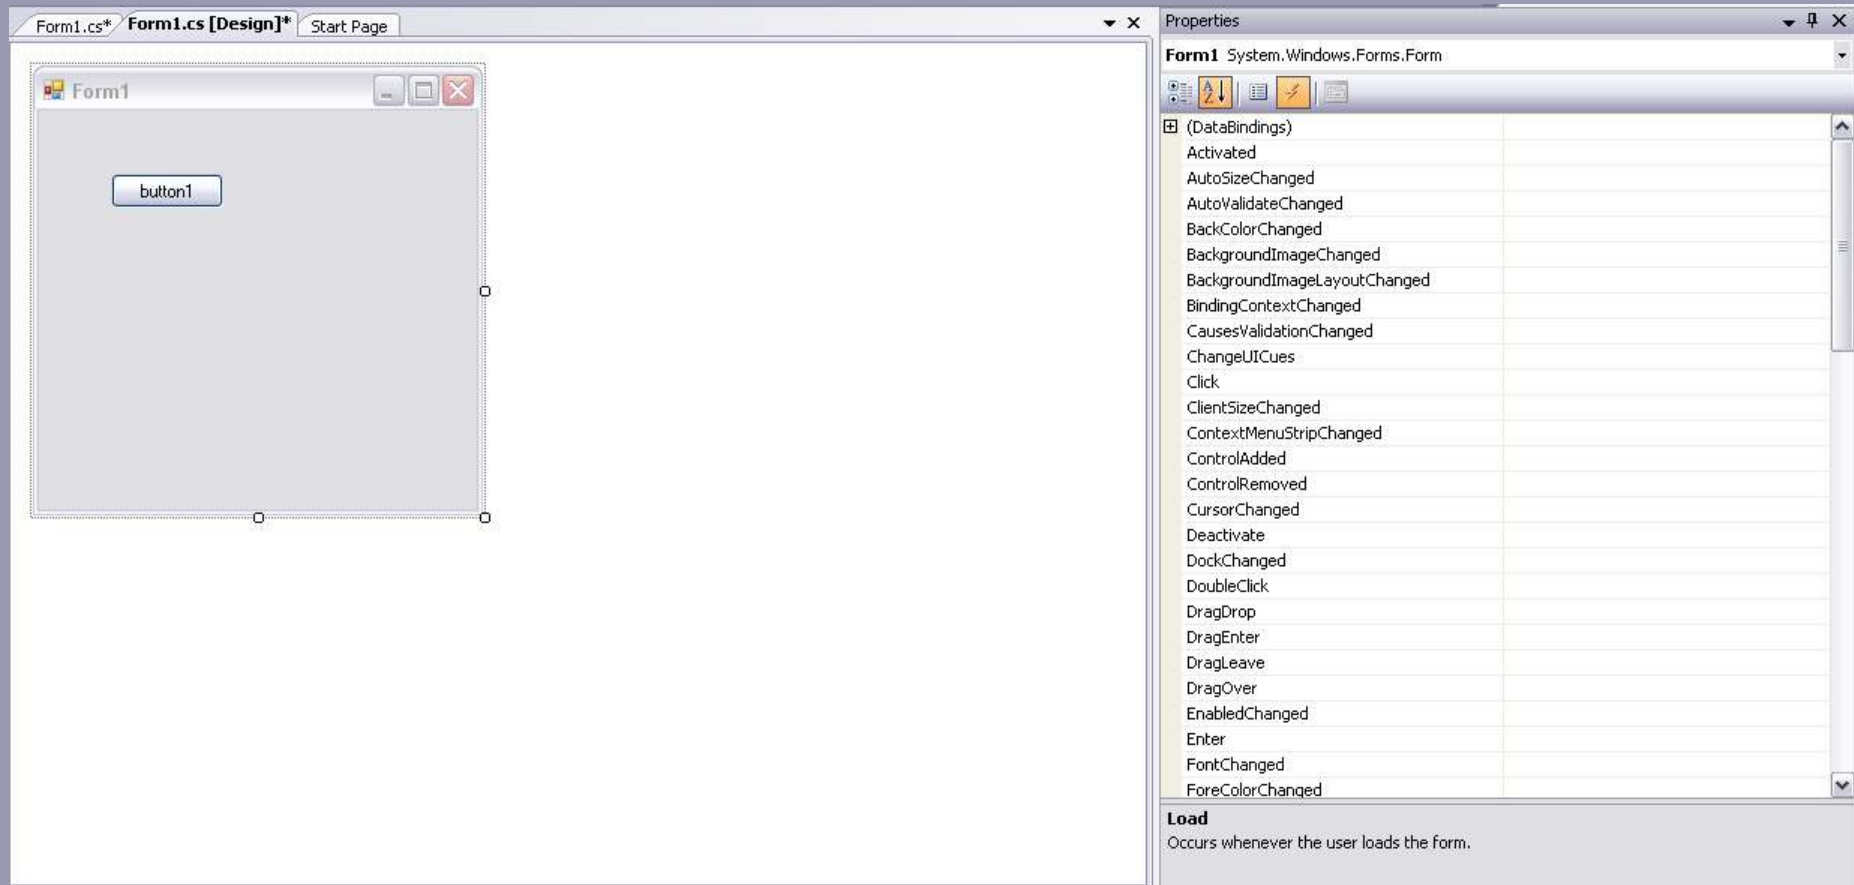 Form1.cs* Form1.cs [Design]* Start Page
Form1
button1
Properties
Form1 System.Windows.Forms.Form
(DataBindings)
Activated
AutoSizeChanged
AutoValidateChanged
BackColorChanged
BackgroundImageChanged
BackgroundImageLayoutChanged
BindingContextChanged
CausesValidationChanged
ChangeUICues
Click
ClientSizeChanged
ContextMenuStripChanged
ControlAdded
ControlRemoved
CursorChanged
Deactivate
DockChanged
DoubleClick
DragDrop
DragEnter
DragLeave
DragOver
EnabledChanged
Enter
FontChanged
ForeColorChanged
Load
Occurs whenever the user loads the form.